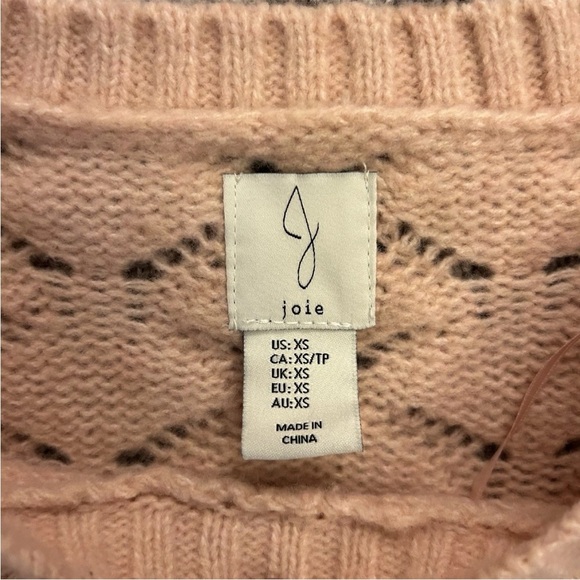 J
joie
US: XS
CA: XS/TP
UK: XS
EU: XS
AU:XS
MADE IN
CHINA